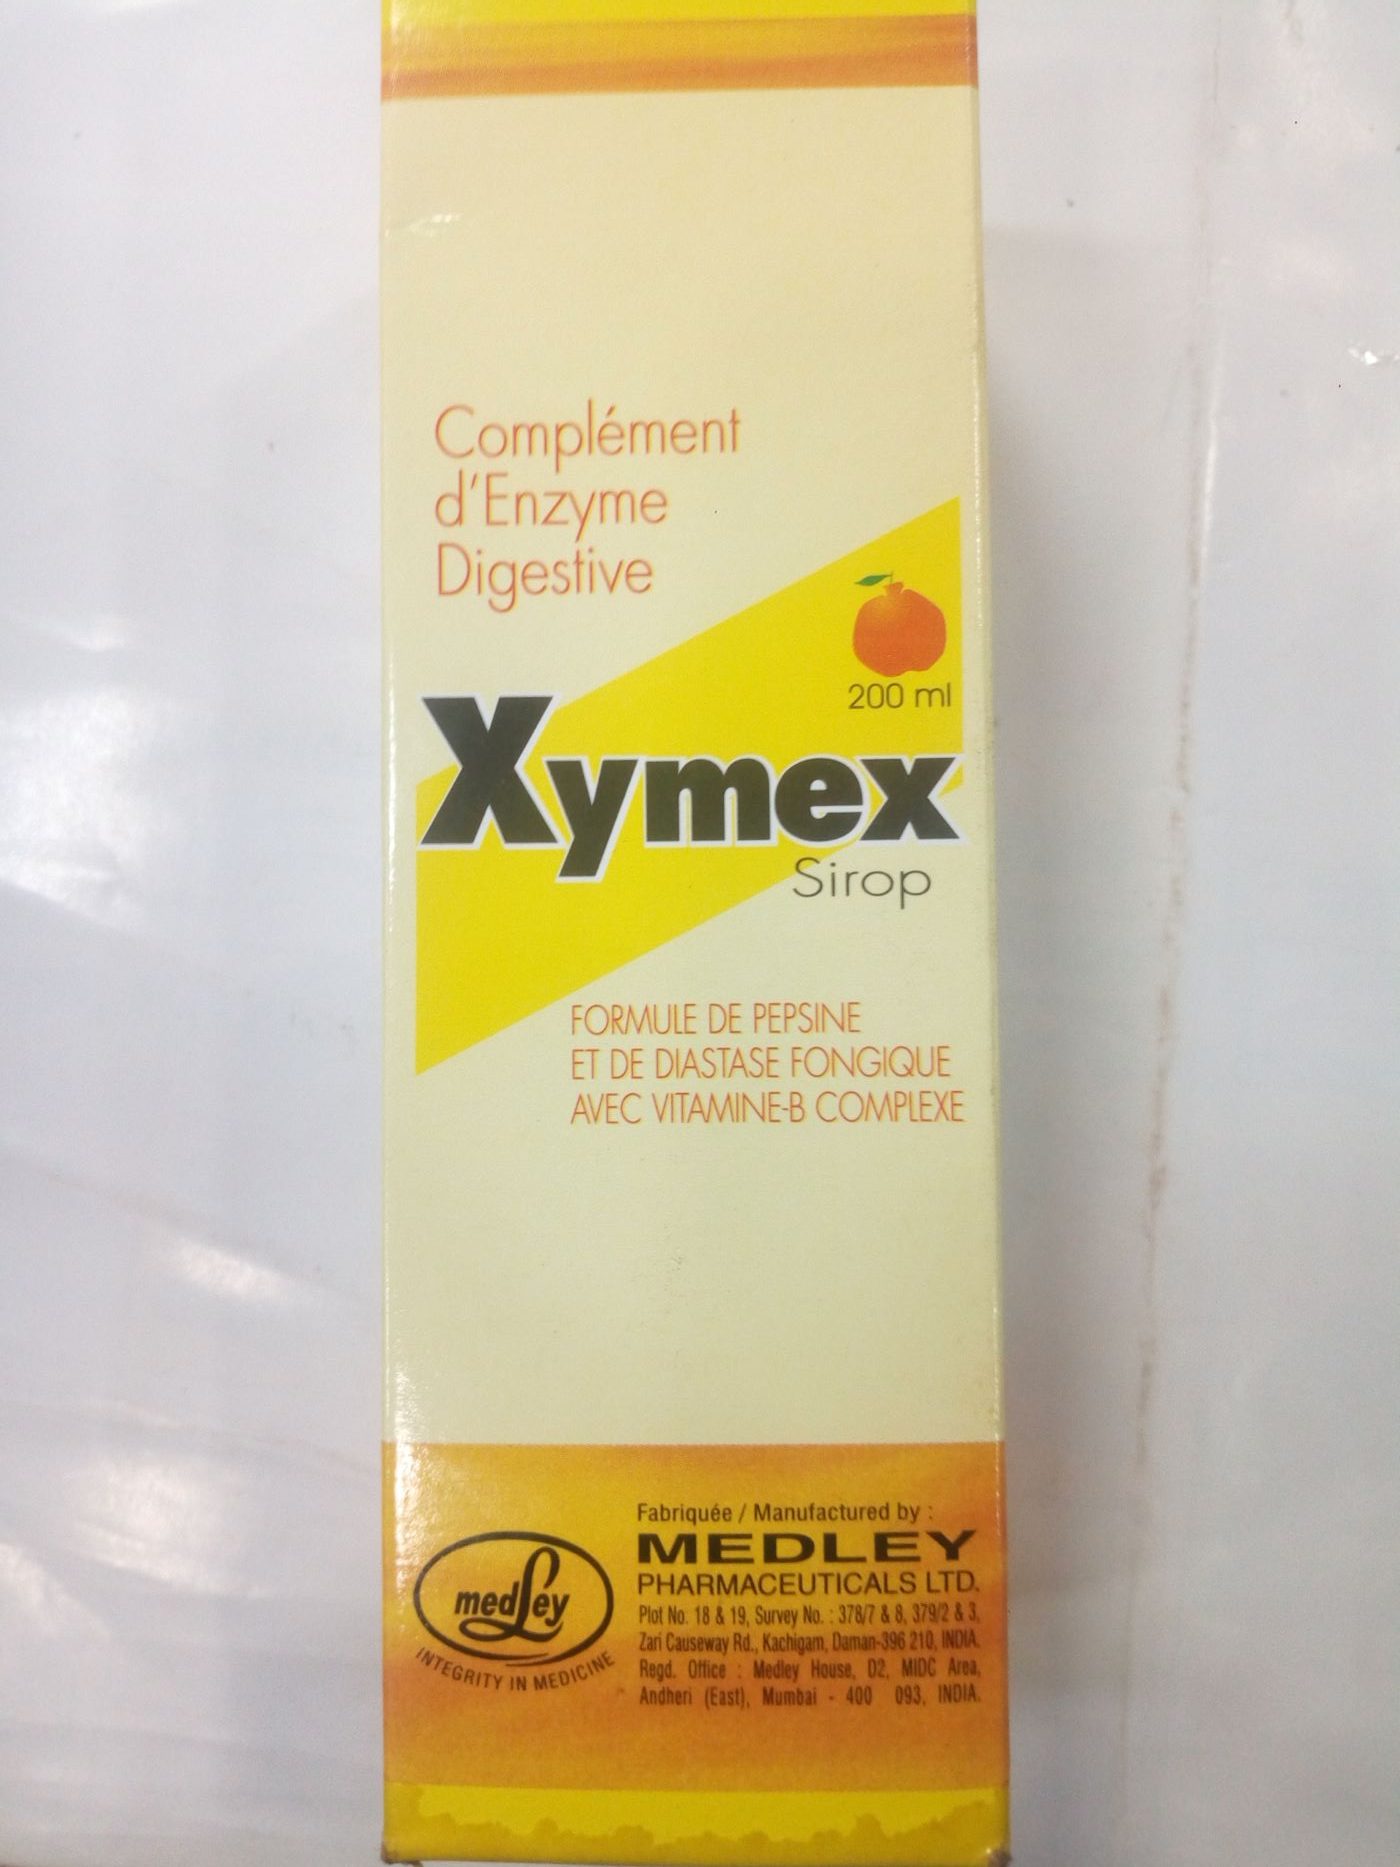 Complément
d'Enzyme
Digestive
200 ml
Xymex
Sirop
FORMULE DE PEPSINE
ET DE DIASTASE FONGIQUE
AVEC VITAMINE-B COMPLEXE
medley
INTEGRITY IN MEDICINE
Fabriquée / Manufactured by :
MEDLEY
PHARMACEUTICALS LTD.
Plot No. 18 & 19, Survey No. : 378/7 & 8, 379/2 & 3,
Zari Causeway Rd., Kachigam, Daman-396 210, INDIA.
Regd. Office : Medley House, D2, MIDC Area,
Andheri (East), Mumbai - 400 093, INDIA.